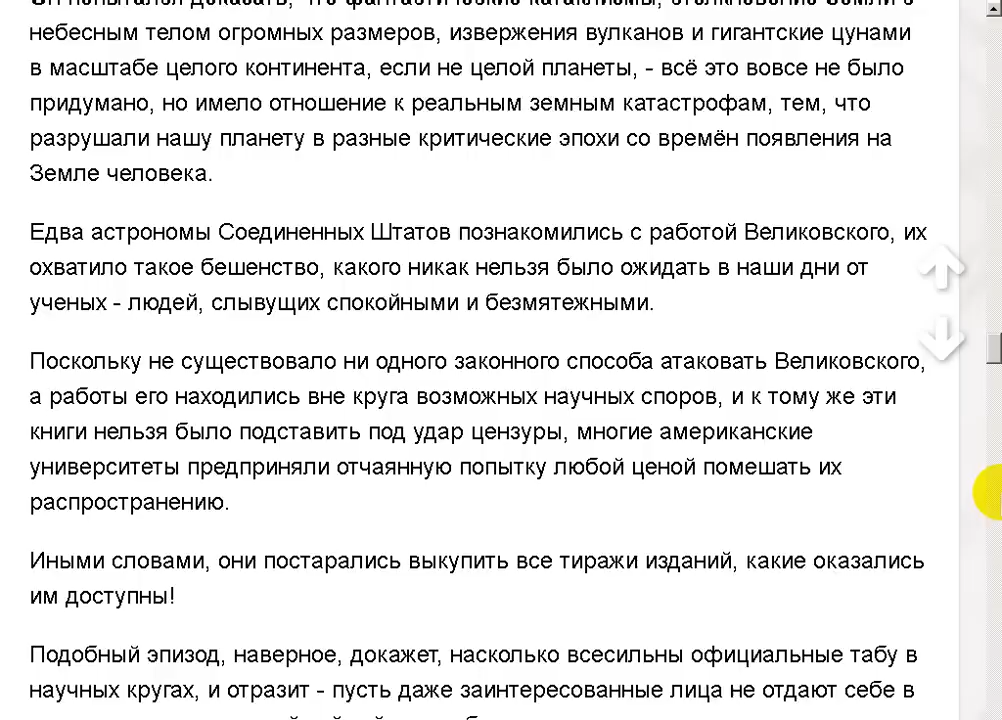 небесным телом огромных размеров, извержения вулканов и гигантские цунами
в масштабе целого континента, если не целой планеты, - всё это вовсе не было
придумано, но имело отношение к реальным земным катастрофам, тем, что
разрушали нашу планету в разные критические эпохи со времён появления на
Земле человека.
Едва астрономы Соединенных Штатов познакомились с работой Великовского, их
охватило такое бешенство, какого никак нельзя было ожидать в наши дни от
ученых - людей, слывущих спокойными и безмятежными.
Поскольку не существовало ни одного законного способа атаковать Великовского,
а работы его находились вне круга возможных научных споров, и к тому же эти
книги нельзя было подставить под удар цензуры, многие американские
университеты предприняли отчаянную попытку любой ценой помешать их
распространению.
Иными словами, они постарались выкупить все тиражи изданий, какие оказались
им доступны!
Подобный эпизод, наверное, докажет, насколько всесильны официальные табу в
научных кругах, и отразит - пусть даже заинтересованные лица не отдают себе в